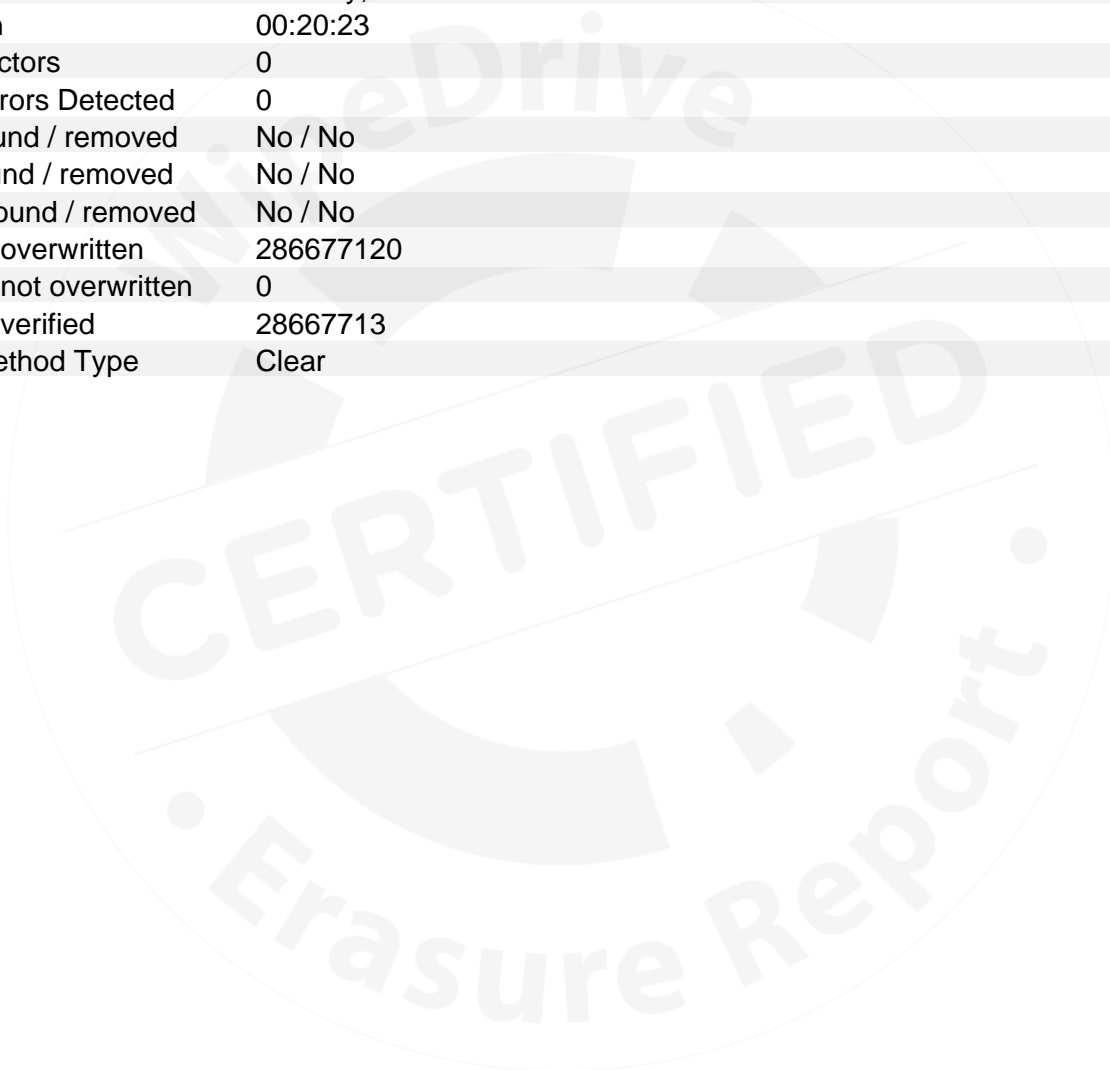 00:20:23
ctors 0
rors Detected 0
und / removed No / No
nd / removed No / No
ound / removed No / No
overwritten 286677120
not overwritten 0
verified 28667713
ethod Type Clear
WipeDrive
CERTIFIED
• Erasure Report •